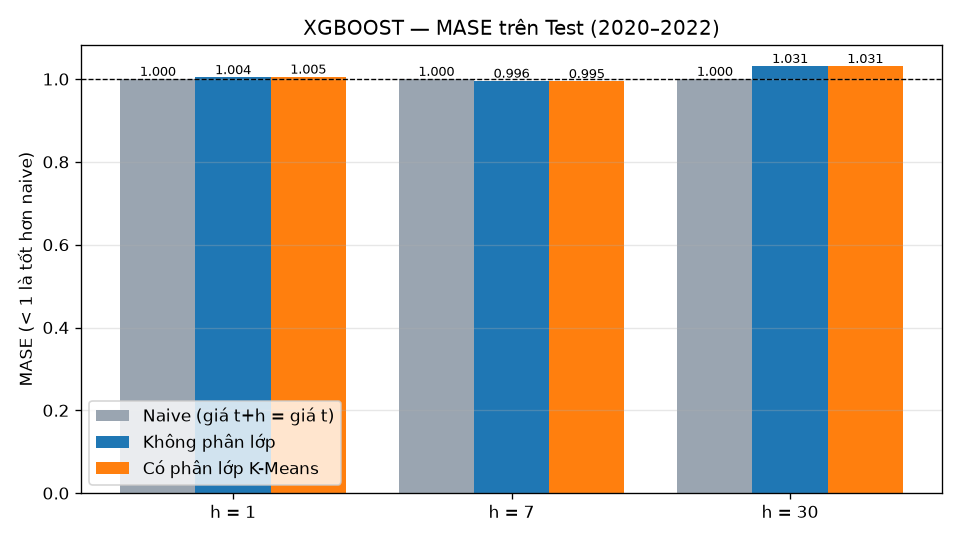 XGBOOST — MASE trên Test (2020–2022)
MASE (< 1 là tốt hơn naive)
1.0
0.8
0.6
0.4
0.2
0.0
1.000 1.004 1.005 1.000 0.996 0.995 1.000 1.031 1.031
Naive (giá t+h = giá t)
Không phân lớp
Có phân lớp K-Means
h = 1 h = 7 h = 30